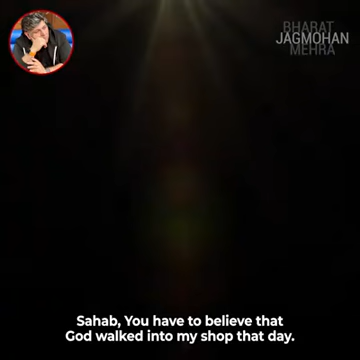 BHARAT
JAGMOHAN
MEHRA
Sahab, You have to believe that
God walked into my shop that day.